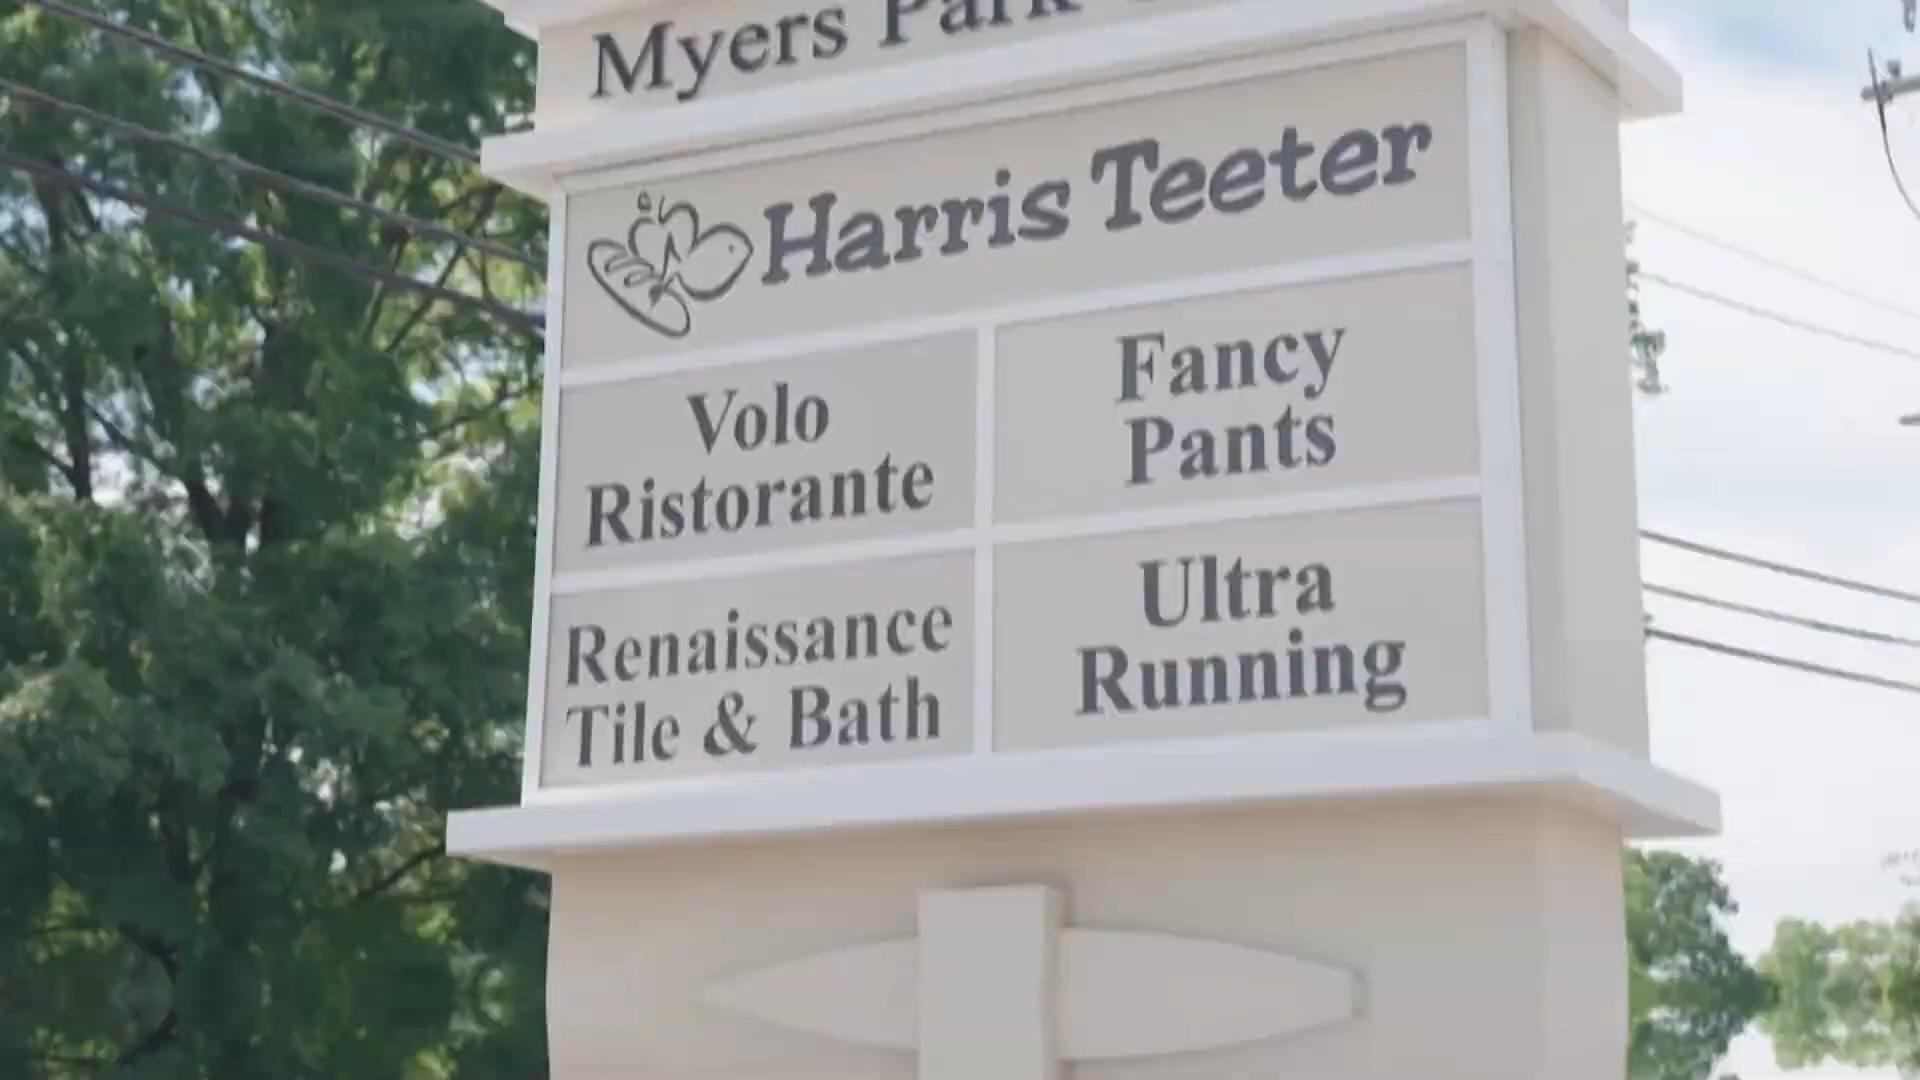 Myers Park
Harris Teeter
Volo
Ristorante
Fancy
Pants
Renaissance
Tile & Bath
Ultra
Running